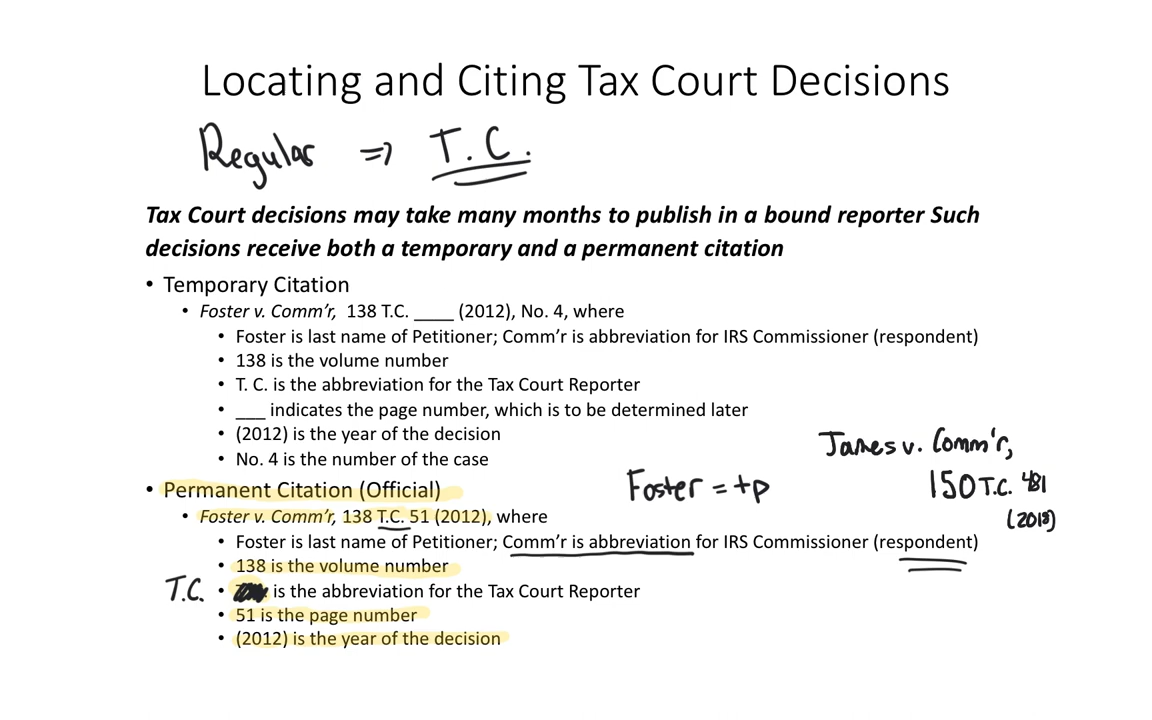 Locating and Citing Tax Court Decisions
Regular ⇒ T.C.
Tax Court decisions may take many months to publish in a bound reporter Such
decisions receive both a temporary and a permanent citation
• Temporary Citation
• Foster v. Comm’r, 138 T.C. ____ (2012), No. 4, where
• Foster is last name of Petitioner; Comm’r is abbreviation for IRS Commissioner (respondent)
• 138 is the volume number
• T. C. is the abbreviation for the Tax Court Reporter
• ___ indicates the page number, which is to be determined later
• (2012) is the year of the decision
• No. 4 is the number of the case
James v. Comm'r,
150 T.C. 481
(2018)
Foster = tp
• Permanent Citation (Official)
• Foster v. Comm’r, 138 T.C. 51 (2012), where
• Foster is last name of Petitioner; Comm’r is abbreviation for IRS Commissioner (respondent)
• 138 is the volume number
T.C. • is the abbreviation for the Tax Court Reporter
• 51 is the page number
• (2012) is the year of the decision